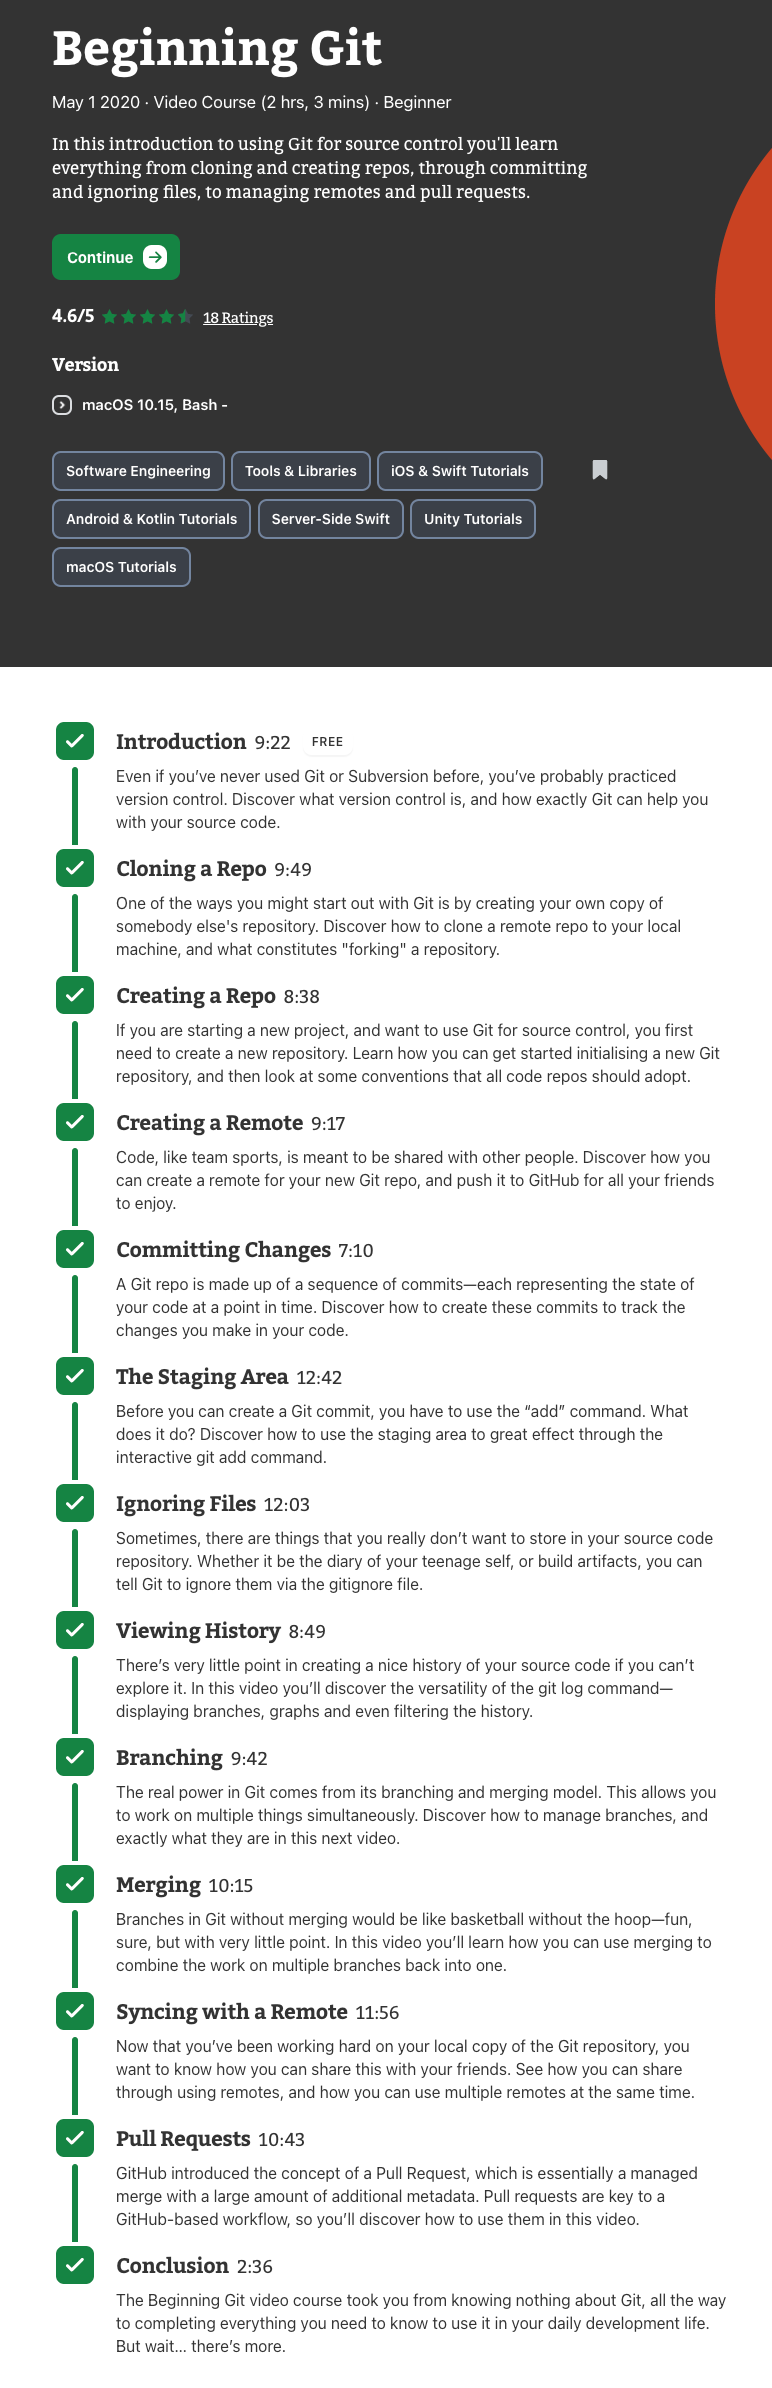 Beginning Git
May 1 2020 · Video Course (2 hrs, 3 mins) · Beginner
In this introduction to using Git for source control you'll learn
everything from cloning and creating repos, through committing
and ignoring files, to managing remotes and pull requests.
Continue
4.6/5 18 Ratings
Version
macOS 10.15, Bash -
Software Engineering Tools & Libraries iOS & Swift Tutorials
Android & Kotlin Tutorials Server-Side Swift Unity Tutorials
macOS Tutorials
Introduction 9:22 FREE
Even if you’ve never used Git or Subversion before, you’ve probably practiced
version control. Discover what version control is, and how exactly Git can help you
with your source code.
Cloning a Repo 9:49
One of the ways you might start out with Git is by creating your own copy of
somebody else's repository. Discover how to clone a remote repo to your local
machine, and what constitutes "forking" a repository.
Creating a Repo 8:38
If you are starting a new project, and want to use Git for source control, you first
need to create a new repository. Learn how you can get started initialising a new Git
repository, and then look at some conventions that all code repos should adopt.
Creating a Remote 9:17
Code, like team sports, is meant to be shared with other people. Discover how you
can create a remote for your new Git repo, and push it to GitHub for all your friends
to enjoy.
Committing Changes 7:10
A Git repo is made up of a sequence of commits—each representing the state of
your code at a point in time. Discover how to create these commits to track the
changes you make in your code.
The Staging Area 12:42
Before you can create a Git commit, you have to use the “add” command. What
does it do? Discover how to use the staging area to great effect through the
interactive git add command.
Ignoring Files 12:03
Sometimes, there are things that you really don’t want to store in your source code
repository. Whether it be the diary of your teenage self, or build artifacts, you can
tell Git to ignore them via the gitignore file.
Viewing History 8:49
There’s very little point in creating a nice history of your source code if you can’t
explore it. In this video you’ll discover the versatility of the git log command—
displaying branches, graphs and even filtering the history.
Branching 9:42
The real power in Git comes from its branching and merging model. This allows you
to work on multiple things simultaneously. Discover how to manage branches, and
exactly what they are in this next video.
Merging 10:15
Branches in Git without merging would be like basketball without the hoop—fun,
sure, but with very little point. In this video you’ll learn how you can use merging to
combine the work on multiple branches back into one.
Syncing with a Remote 11:56
Now that you’ve been working hard on your local copy of the Git repository, you
want to know how you can share this with your friends. See how you can share
through using remotes, and how you can use multiple remotes at the same time.
Pull Requests 10:43
GitHub introduced the concept of a Pull Request, which is essentially a managed
merge with a large amount of additional metadata. Pull requests are key to a
GitHub-based workflow, so you’ll discover how to use them in this video.
Conclusion 2:36
The Beginning Git video course took you from knowing nothing about Git, all the way
to completing everything you need to know to use it in your daily development life.
But wait... there’s more.